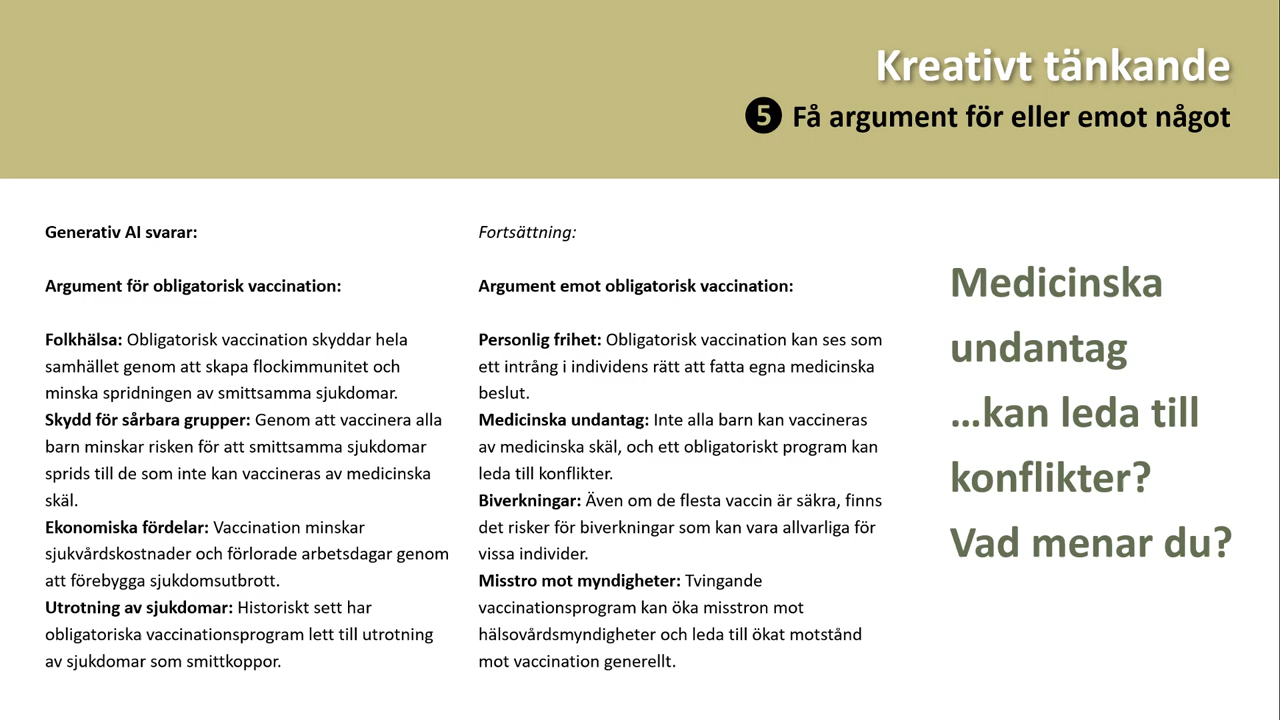 Kreativt tänkande
❺ Få argument för eller emot något
Generativ AI svarar:
Argument för obligatorisk vaccination:
Folkhälsa: Obligatorisk vaccination skyddar hela
samhället genom att skapa flockimmunitet och
minska spridningen av smittsamma sjukdomar.
Skydd för sårbara grupper: Genom att vaccinera alla
barn minskar risken för att smittsamma sjukdomar
sprids till de som inte kan vaccineras av medicinska
skäl.
Ekonomiska fördelar: Vaccination minskar
sjukvårdskostnader och förlorade arbetsdagar genom
att förebygga sjukdomsutbrott.
Utrotning av sjukdomar: Historiskt sett har
obligatoriska vaccinationsprogram lett till utrotning
av sjukdomar som smittkoppor.
Fortsättning:
Argument emot obligatorisk vaccination:
Personlig frihet: Obligatorisk vaccination kan ses som
ett intrång i individens rätt att fatta egna medicinska
beslut.
Medicinska undantag: Inte alla barn kan vaccineras
av medicinska skäl, och ett obligatoriskt program kan
leda till konflikter.
Biverkningar: Även om de flesta vaccin är säkra, finns
det risker för biverkningar som kan vara allvarliga för
vissa individer.
Misstro mot myndigheter: Tvingande
vaccinationsprogram kan öka misstron mot
hälsovårdsmyndigheter och leda till ökat motstånd
mot vaccination generellt.
Medicinska
undantag
…kan leda till
konflikter?
Vad menar du?